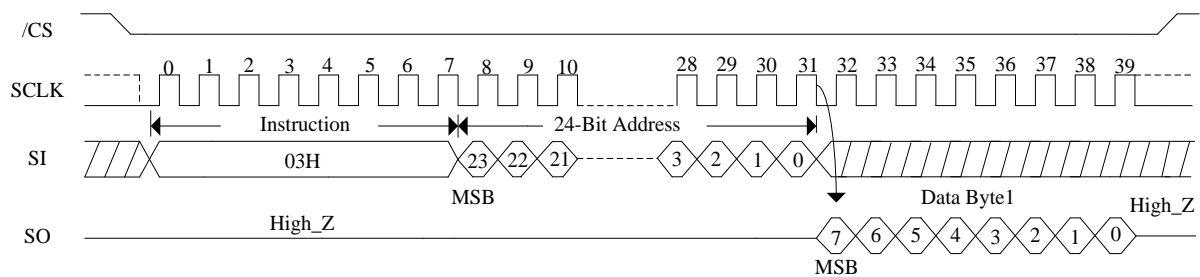 /CS
0 1 2 3 4 5 6 7 8 9 10 28 29 30 31 32 33 34 35 36 37 38 39
SCLK
Instruction 24-Bit Address
SI 03H 23 22 21 3 2 1 0
MSB Data Byte1
High_Z High_Z
SO 7 6 5 4 3 2 1 0
MSB